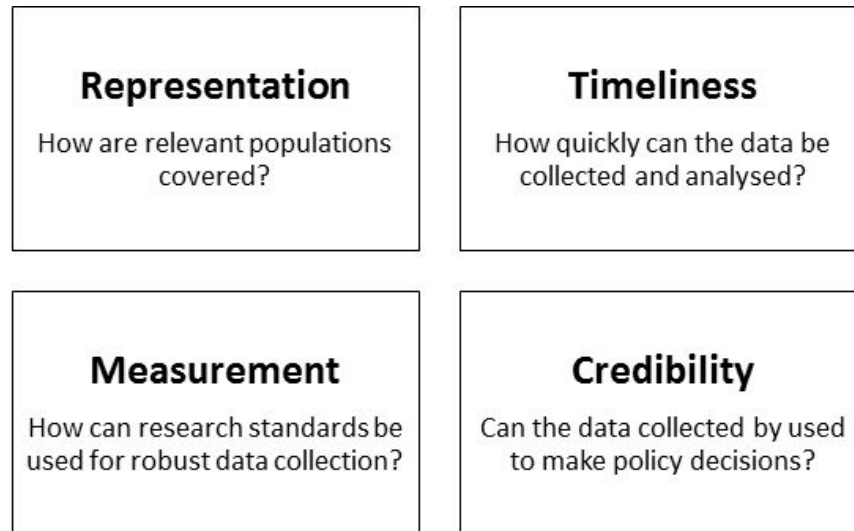 Representation
How are relevant populations
covered?
Timeliness
How quickly can the data be
collected and analysed?
Measurement
How can research standards be
used for robust data collection?
Credibility
Can the data collected by used
to make policy decisions?